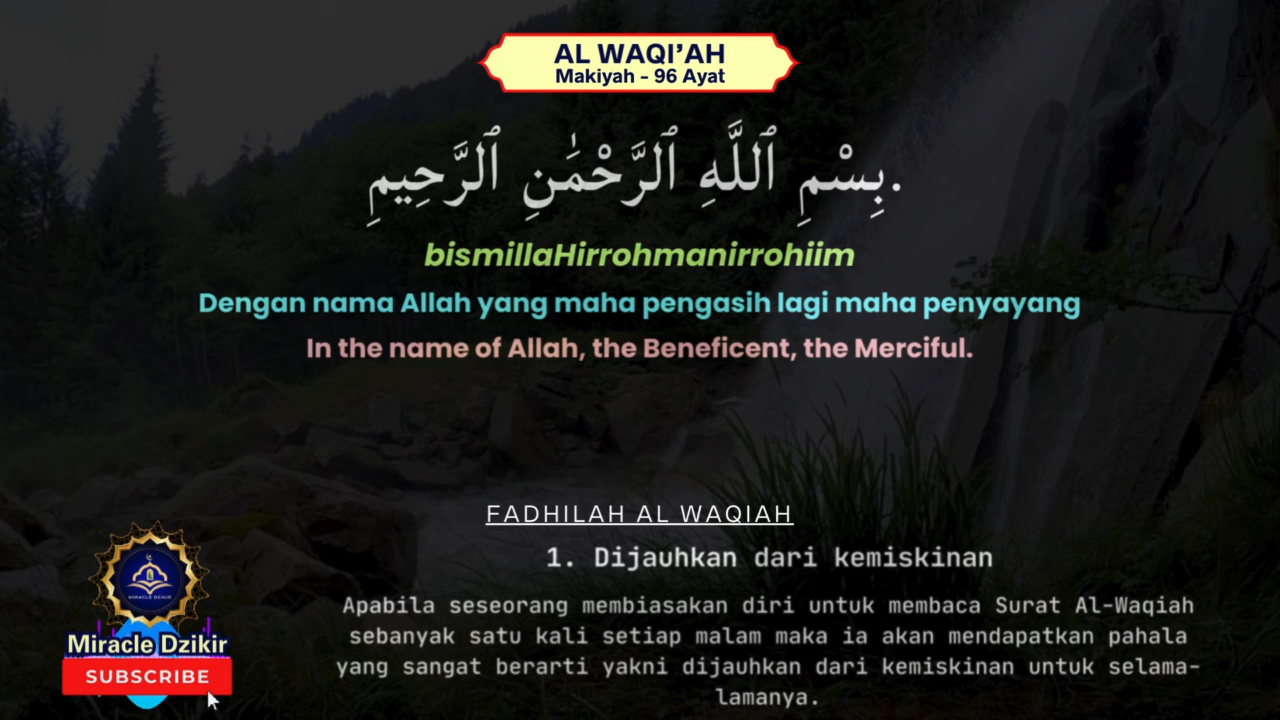 AL WAQI’AH
Makiyah - 96 Ayat
.بِسْمِ ٱللَّهِ ٱلرَّحْمَٰنِ ٱلرَّحِيمِ
bismillaHirrohmanirrohiim
Dengan nama Allah yang maha pengasih lagi maha penyayang
In the name of Allah, the Beneficent, the Merciful.
FADHILAH AL WAQIAH
1. Dijauhkan dari kemiskinan
Apabila seseorang membiasakan diri untuk membaca Surat Al-Waqiah
sebanyak satu kali setiap malam maka ia akan mendapatkan pahala
yang sangat berarti yakni dijauhkan dari kemiskinan untuk selama-
lamanya.
MIRACLE DZIKIR
Miracle Dzikir
SUBSCRIBE